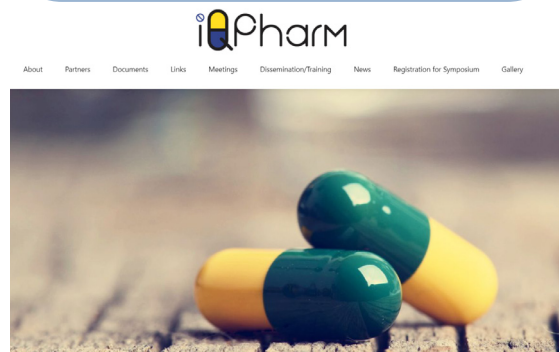 iQPharm
About Partners Documents Links Meetings Dissemination/Training News Registration for Symposium Gallery